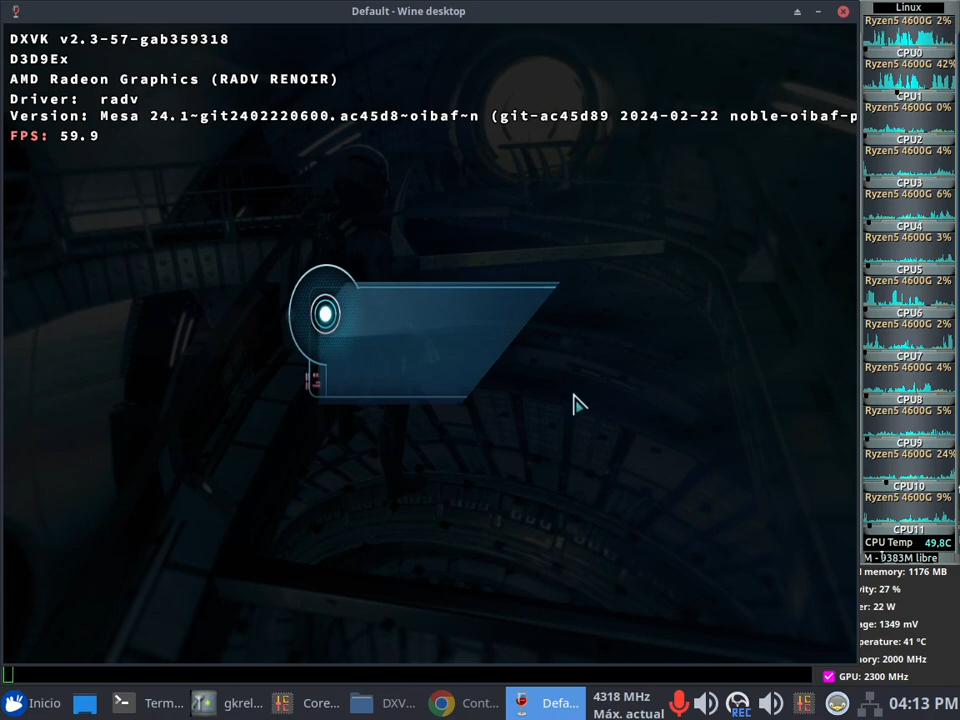 Default - Wine desktop
DXVK v2.3-57-gab359318
D3D9Ex
AMD Radeon Graphics (RADV RENOIR)
Driver: radv
Version: Mesa 24.1~git2402220600.ac45d8~oibaf~n (git-ac45d89 2024-02-22 noble-oibaf-p
FPS: 59.9
Linux
Ryzen5 4600G 2%
CPU0
Ryzen5 4600G 42%
CPU1
Ryzen5 4600G 0%
CPU2
Ryzen5 4600G 4%
CPU3
Ryzen5 4600G 6%
CPU4
Ryzen5 4600G 3%
CPU5
Ryzen5 4600G 2%
CPU6
Ryzen5 4600G 2%
CPU7
Ryzen5 4600G 4%
CPU8
Ryzen5 4600G 5%
CPU9
Ryzen5 4600G 24%
CPU10
Ryzen5 4600G 9%
CPU11
CPU Temp 49,8C
M - 9383M libre
l memory: 1176 MB
vity: 27 %
er: 22 W
age: 1349 mV
perature: 41 °C
nory: 2000 MHz
GPU: 2300 MHz
Inicio
Term...
gkrel...
Core...
DXV...
Cont...
Defa...
4318 MHz
Máx. actual
REC
04:13 PM